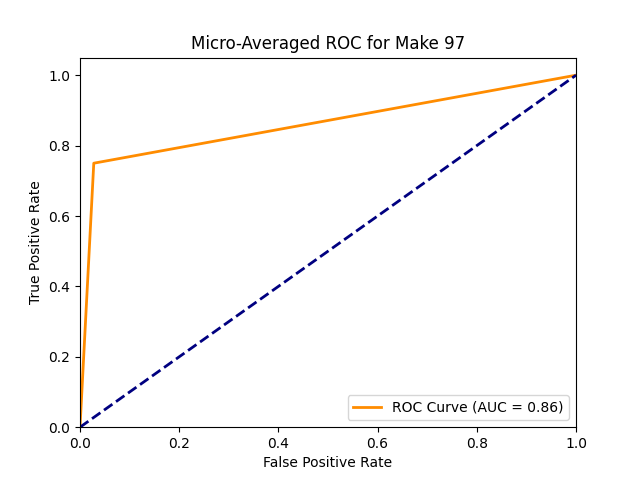 Micro-Averaged ROC for Make 97
True Positive Rate
1.0
0.8
0.6
0.4
0.2
0.0
ROC Curve (AUC = 0.86)
0.0 0.2 0.4 0.6 0.8 1.0
False Positive Rate